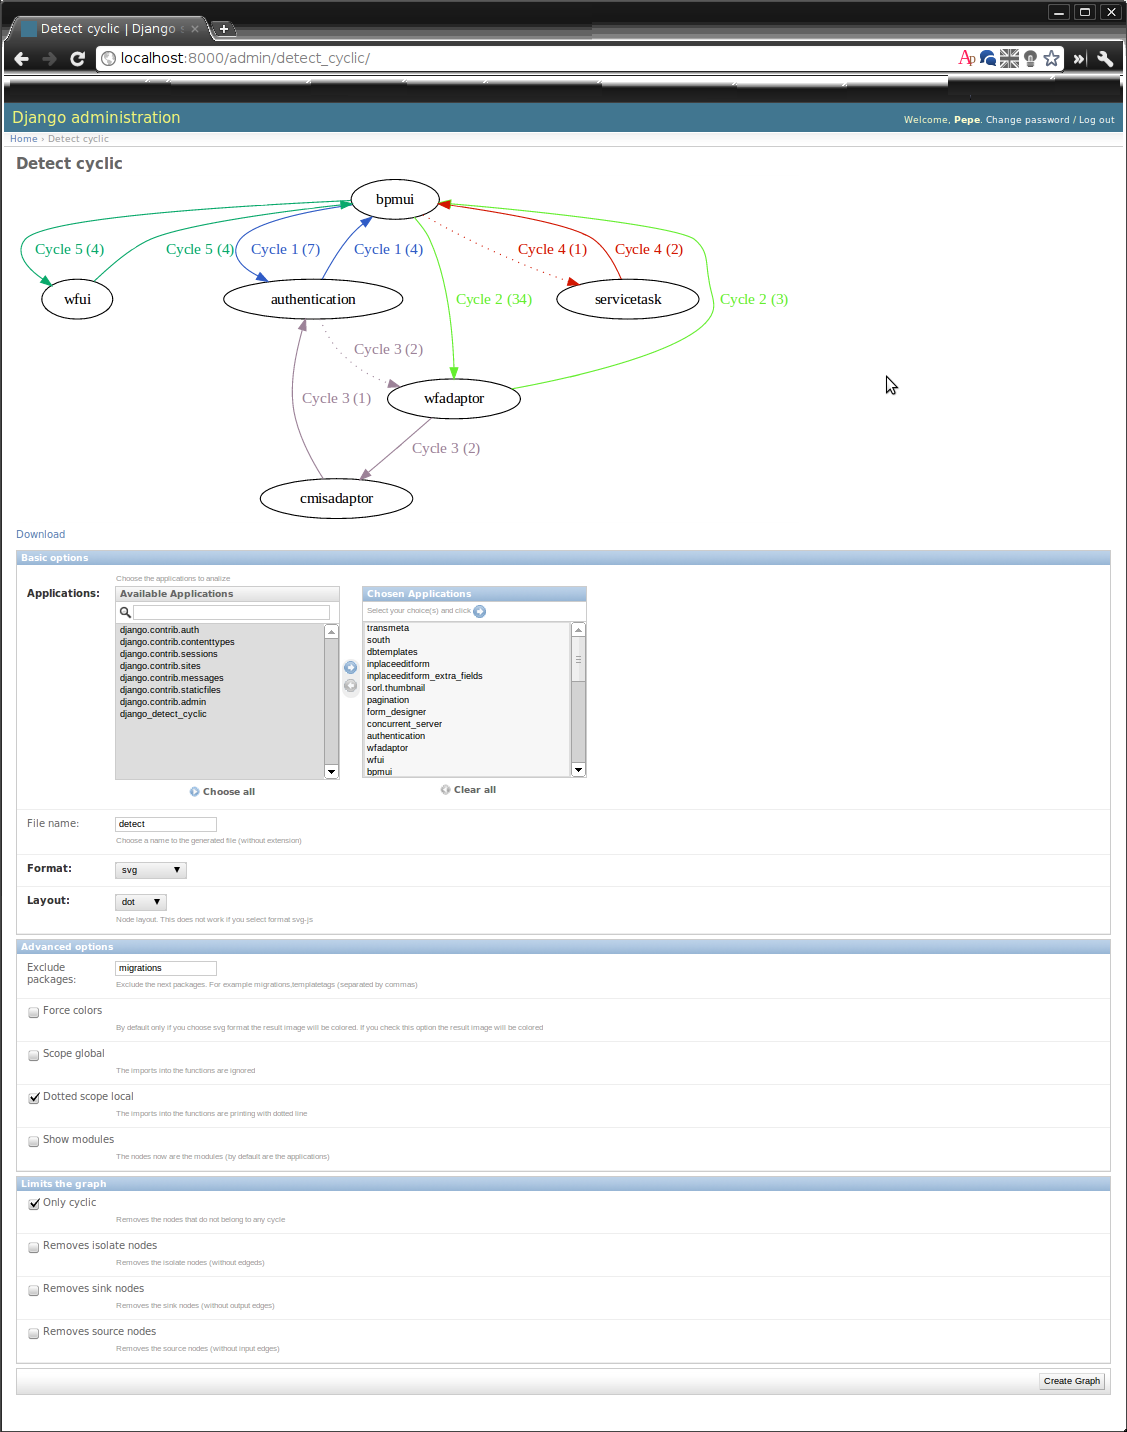 Detect cyclic | Django
localhost:8000/admin/detect_cyclic/
Django administration
Welcome, Pepe. Change password / Log out
Home › Detect cyclic
Detect cyclic
bpmui
Cycle 5 (4) Cycle 5 (4) Cycle 1 (7) Cycle 1 (4) Cycle 4 (1) Cycle 4 (2)
wfui authentication Cycle 2 (34) servicetask Cycle 2 (3)
Cycle 3 (2)
Cycle 3 (1) wfadaptor
Cycle 3 (2)
cmisadaptor
Download
Basic options
Choose the applications to analize
Applications:
Available Applications
django.contrib.auth
django.contrib.contenttypes
django.contrib.sessions
django.contrib.sites
django.contrib.messages
django.contrib.staticfiles
django.contrib.admin
django_detect_cyclic
Choose all
Chosen Applications
Select your choice(s) and click
transmeta
south
dbtemplates
inplaceeditform
inplaceeditform_extra_fields
sorl.thumbnail
pagination
form_designer
concurrent_server
authentication
wfadaptor
wfui
bpmui
Clear all
File name: detect
Choose a name to the generated file (without extension)
Format: svg
Layout: dot
Node layout. This does not work if you select format svg-js
Advanced options
Exclude packages: migrations
Exclude the next packages. For example migrations,templatetags (separated by commas)
Force colors
By default only if you choose svg format the result image will be colored. If you check this option the result image will be colored
Scope global
The imports into the functions are ignored
Dotted scope local
The imports into the functions are printing with dotted line
Show modules
The nodes now are the modules (by default are the applications)
Limits the graph
Only cyclic
Removes the nodes that do not belong to any cycle
Removes isolate nodes
Removes the isolate nodes (without edgeds)
Removes sink nodes
Removes the sink nodes (without output edges)
Removes source nodes
Removes the source nodes (without input edges)
Create Graph